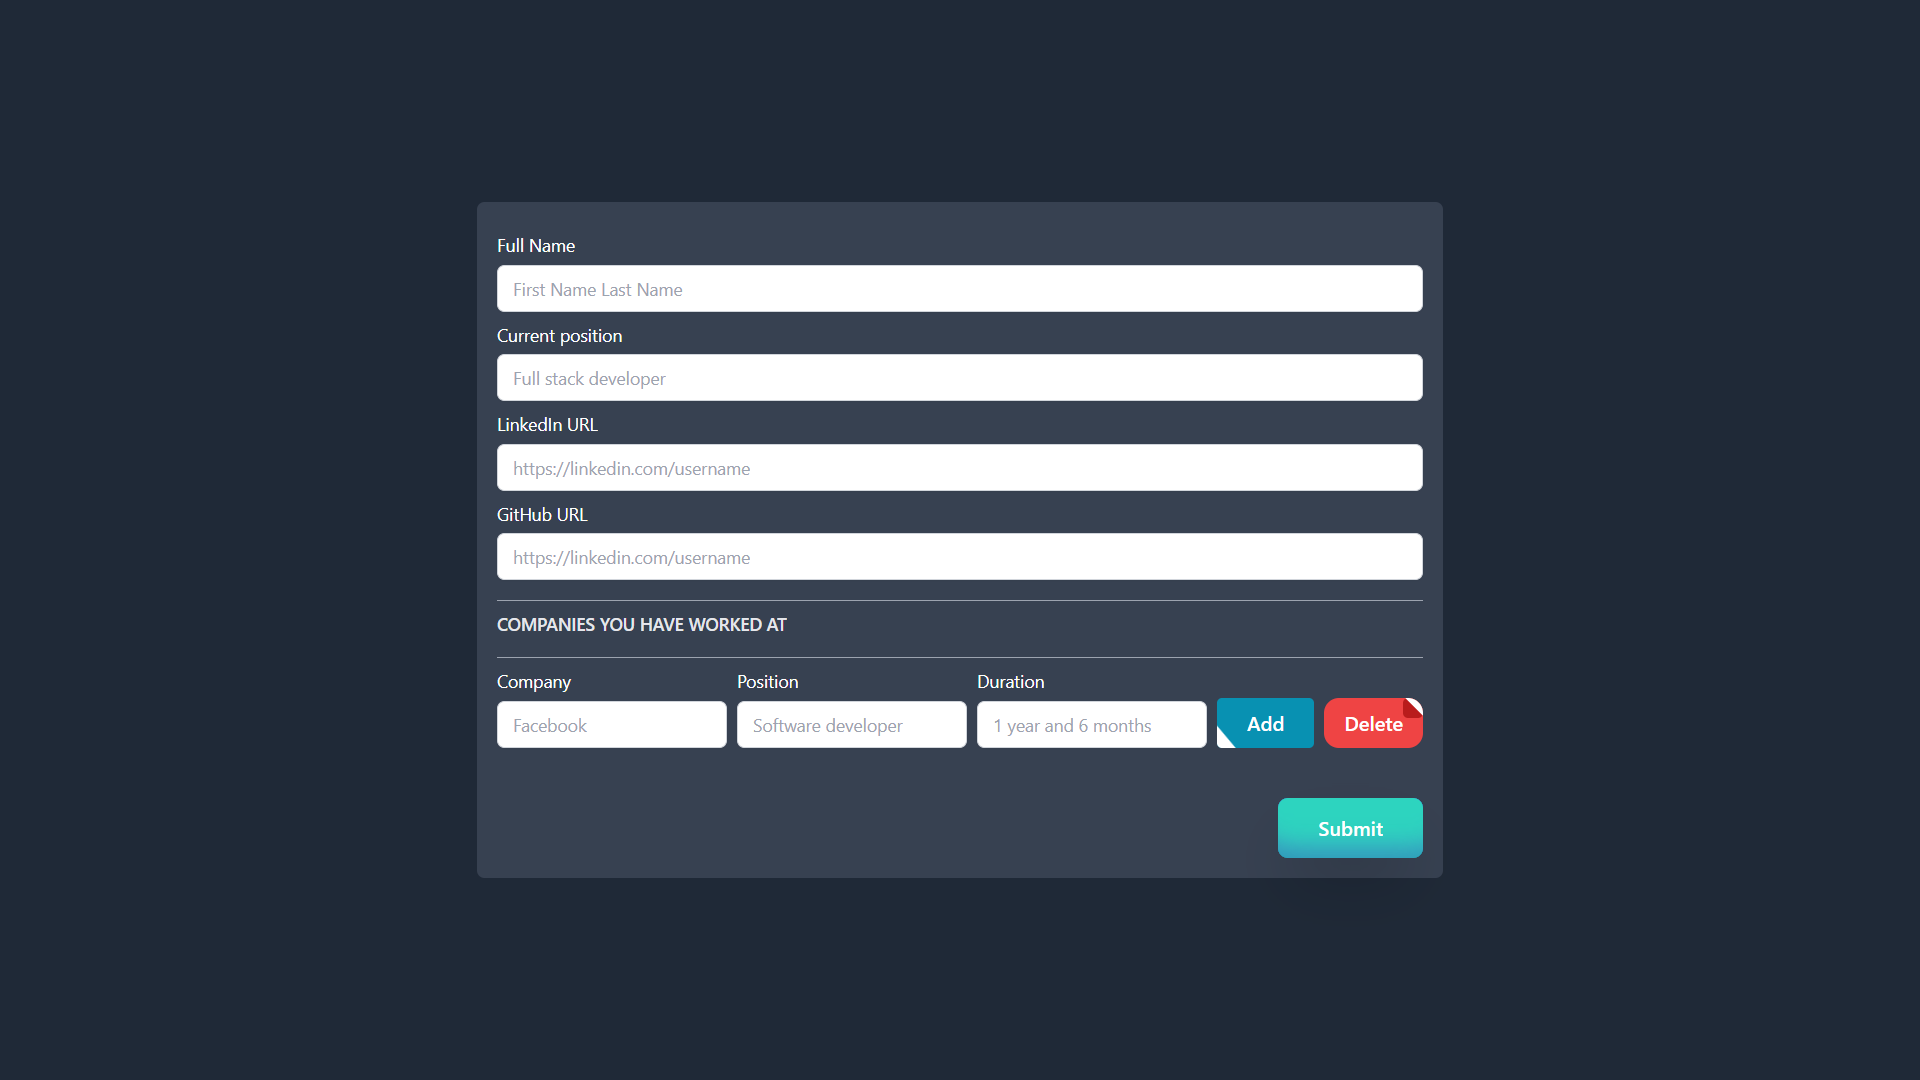 Full Name
First Name Last Name
Current position
Full stack developer
LinkedIn URL
https://linkedin.com/username
GitHub URL
https://linkedin.com/username
COMPANIES YOU HAVE WORKED AT
Company Position Duration
Facebook Software developer 1 year and 6 months Add Delete
Submit